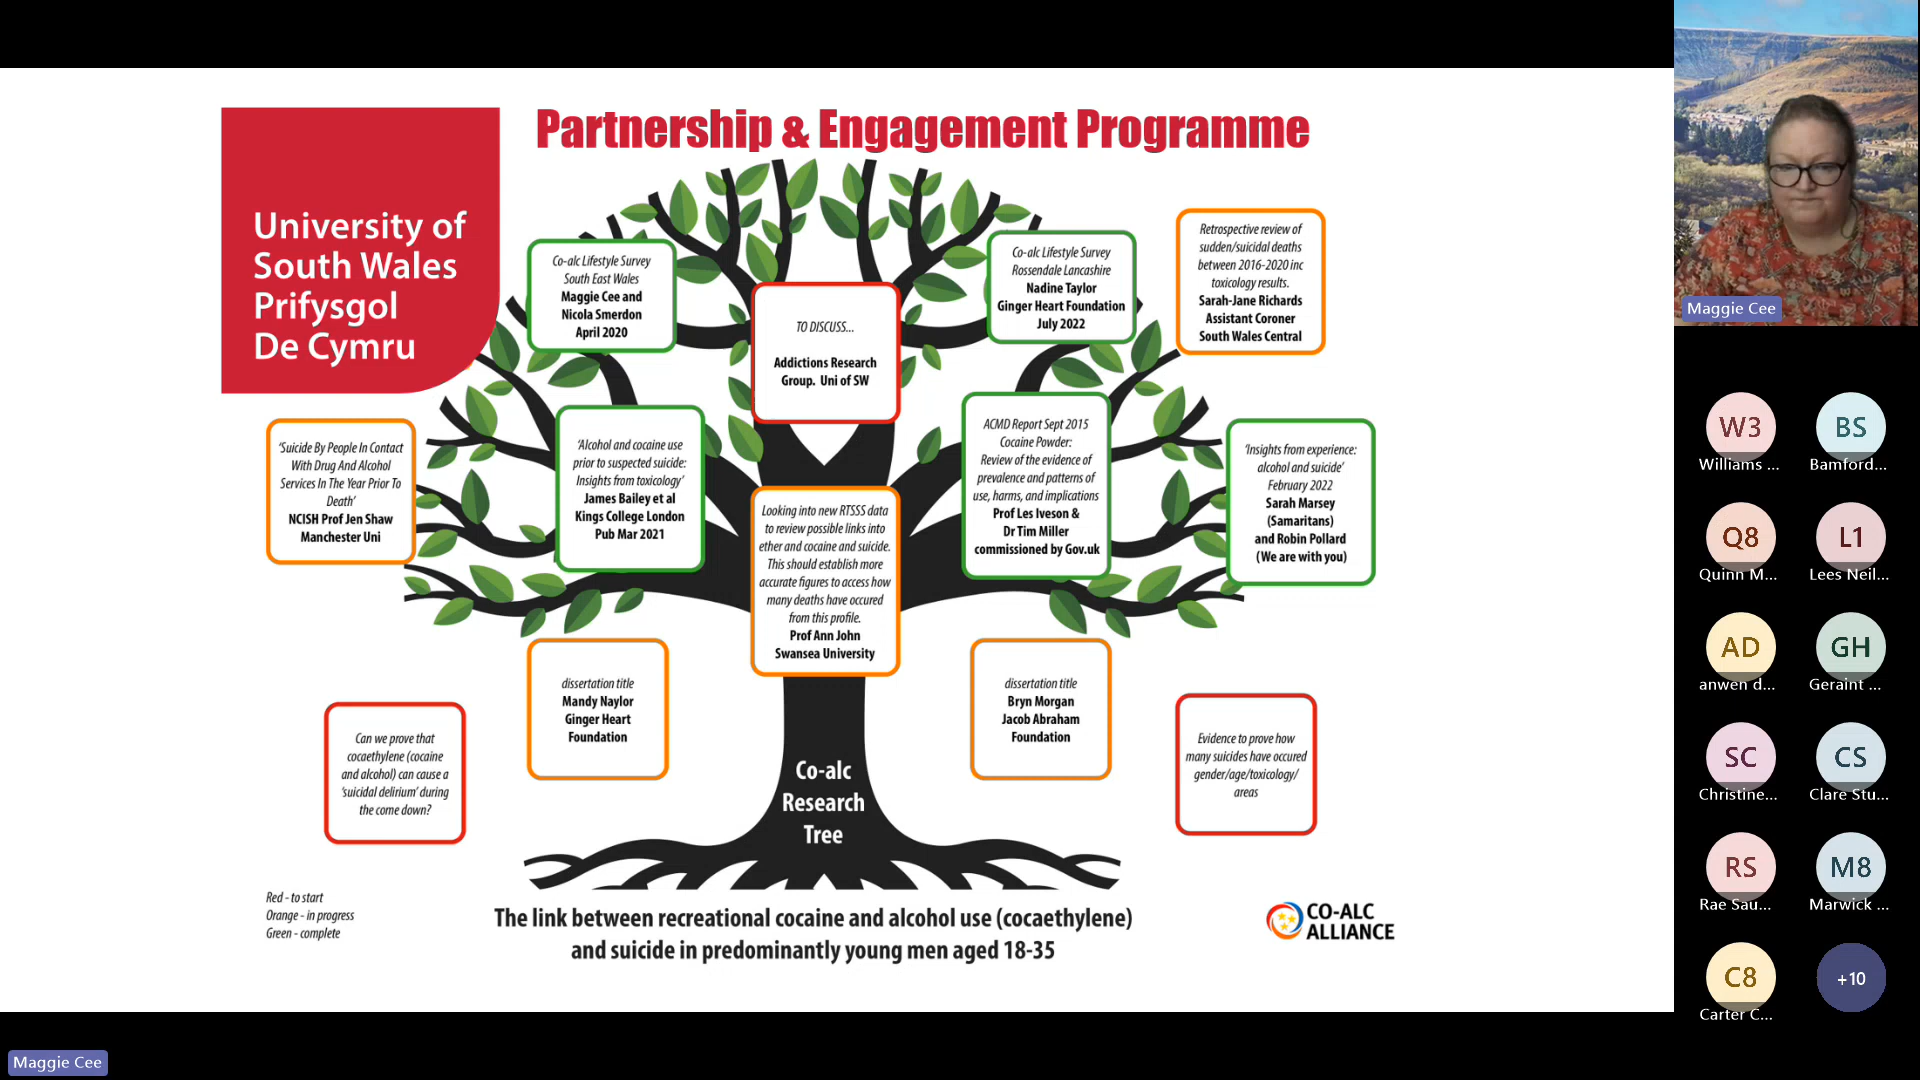 Partnership & Engagement Programme
University of
South Wales
Prifysgol
De Cymru
Co-alc Lifestyle Survey
South East Wales
Maggie Cee and
Nicola Smerdon
April 2020
TO DISCUSS...
Addictions Research
Group. Uni of SW
Co-alc Lifestyle Survey
Rossendale Lancashire
Nadine Taylor
Ginger Heart Foundation
July 2022
Retrospective review of
sudden/suicidal deaths
between 2016-2020 inc
toxicology results.
Sarah-Jane Richards
Assistant Coroner
South Wales Central
'Suicide By People In Contact
With Drug And Alcohol
Services In The Year Prior To
Death'
NCISH Prof Jen Shaw
Manchester Uni
'Alcohol and cocaine use
prior to suspected suicide:
Insights from toxicology'
James Bailey et al
Kings College London
Pub Mar 2021
Looking into new RTSSS data
to review possible links into
ether and cocaine and suicide.
This should establish more
accurate figures to access how
many deaths have occured
from this profile.
Prof Ann John
Swansea University
ACMD Report Sept 2015
Cocaine Powder:
Review of the evidence of
prevalence and patterns of
use, harms, and implications
Prof Les Iveson &
Dr Tim Miller
commissioned by Gov.uk
'Insights from experience:
alcohol and suicide'
February 2022
Sarah Marsey
(Samaritans)
and Robin Pollard
(We are with you)
Can we prove that
cocaethylene (cocaine
and alcohol) can cause a
'suicidal delirium' during
the come down?
dissertation title
Mandy Naylor
Ginger Heart
Foundation
dissertation title
Bryn Morgan
Jacob Abraham
Foundation
Evidence to prove how
many suicides have occured
gender/age/toxicology/
areas
Co-alc
Research
Tree
Red - to start
Orange - in progress
Green - complete
The link between recreational cocaine and alcohol use (cocaethylene)
and suicide in predominantly young men aged 18-35
CO-ALC
ALLIANCE
Maggie Cee
W3
Williams ...
BS
Bamford...
Q8
Quinn M...
L1
Lees Neil...
AD
anwen d...
GH
Geraint ...
SC
Christine...
CS
Clare Stu...
RS
Rae Sau...
M8
Marwick ...
C8
Carter C...
+10
Maggie Cee